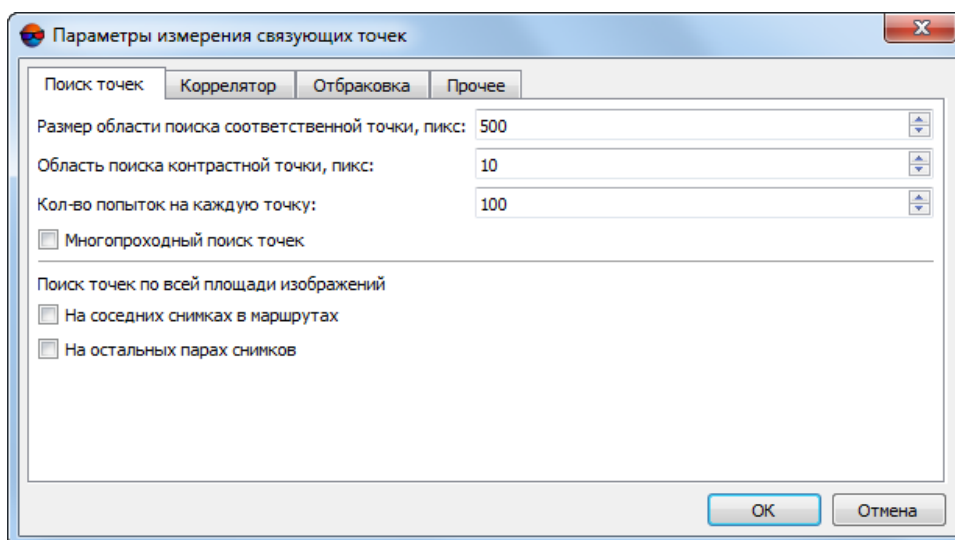 Параметры измерения связующих точек
Поиск точек Коррелятор Отбраковка Прочее
Размер области поиска соответственной точки, пикс: 500
Область поиска контрастной точки, пикс: 10
Кол-во попыток на каждую точку: 100
Многопроходный поиск точек
Поиск точек по всей площади изображений
На соседних снимках в маршрутах
На остальных парах снимков
ОК Отмена